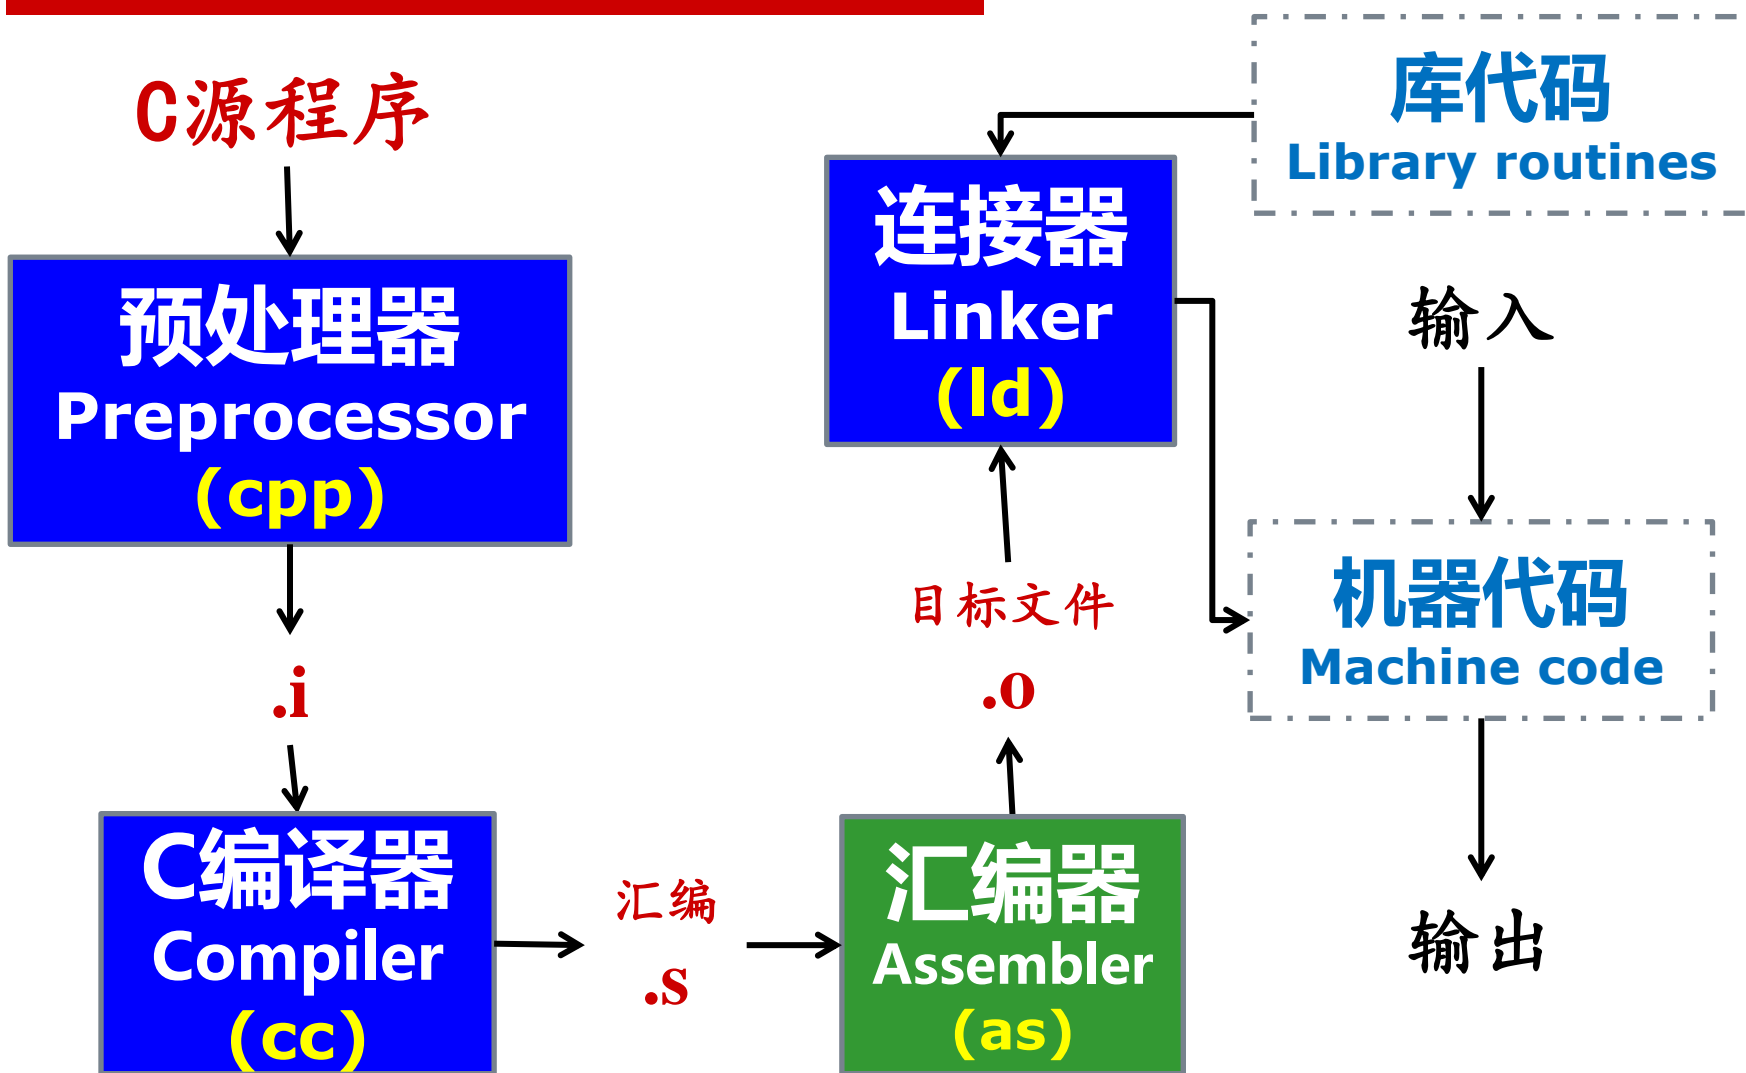 C源程序
预处理器
Preprocessor
(cpp)
.i
C编译器
Compiler
(cc)
汇编
.s
汇编器
Assembler
(as)
目标文件
.o
连接器
Linker
(ld)
库代码
Library routines
输入
机器代码
Machine code
输出